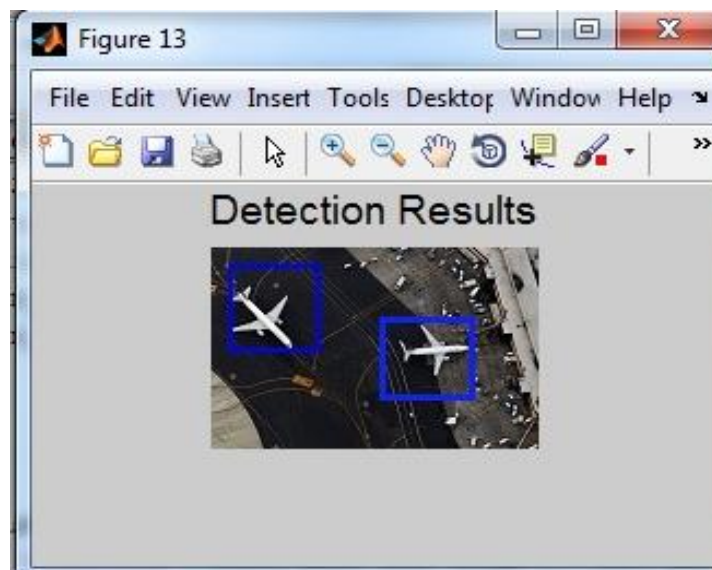 Figure 13
File Edit View Insert Tools Desktop Window Help
Detection Results